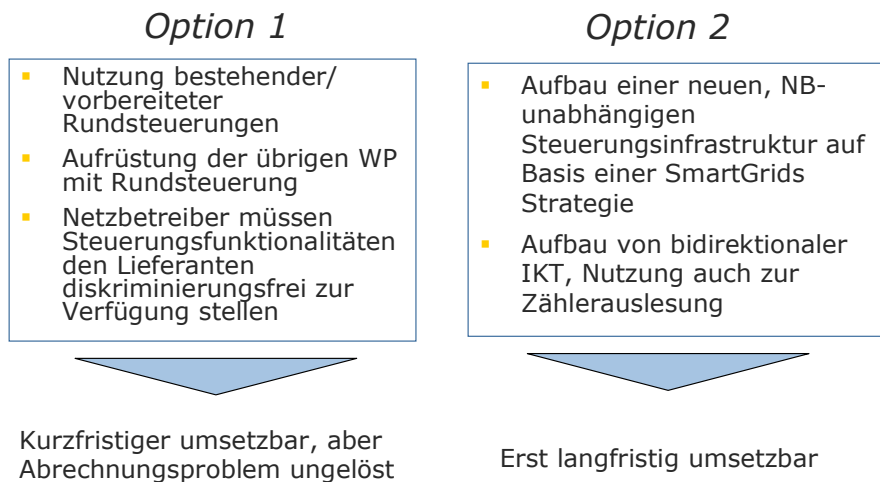 Option 1
Nutzung bestehender/
vorbereiteter
Rundsteuerungen
Aufrüstung der übrigen WP
mit Rundsteuerung
Netzbetreiber müssen
Steuerungsfunktionalitäten
den Lieferanten
diskriminierungsfrei zur
Verfügung stellen
Kurzfristiger umsetzbar, aber
Abrechnungsproblem ungelöst
Option 2
Aufbau einer neuen, NB-
unabhängigen
Steuerungsinfrastruktur auf
Basis einer SmartGrids
Strategie
Aufbau von bidirektionaler
IKT, Nutzung auch zur
Zählerauslesung
Erst langfristig umsetzbar